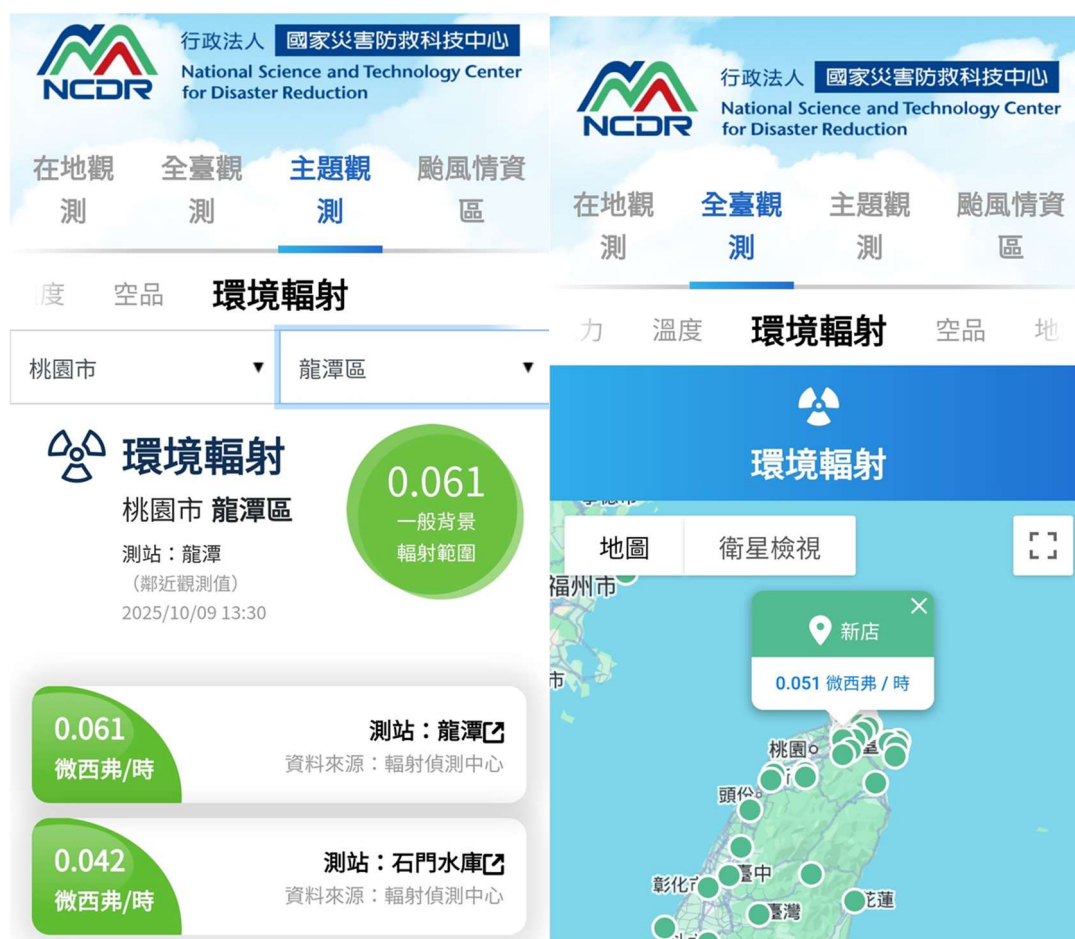 行政法人 國家災害防救科技中心
National Science and Technology Center
for Disaster Reduction
NCDR
在地觀測
全臺觀測
主題觀測
颱風情資區
度 空品 環境輻射
桃園市 ▼ 龍潭區 ▼
環境輻射
桃園市 龍潭區
測站：龍潭
（鄰近觀測值）
2025/10/09 13:30
0.061
一般背景
輻射範圍
0.061
微西弗/時
測站：龍潭
資料來源：輻射偵測中心
0.042
微西弗/時
測站：石門水庫
資料來源：輻射偵測中心
行政法人 國家災害防救科技中心
National Science and Technology Center
for Disaster Reduction
NCDR
在地觀測
全臺觀測
主題觀測
颱風情資區
力 溫度 環境輻射 空品 地
環境輻射
地圖 衛星檢視
福州市
市
新店
0.051 微西弗 / 時
桃園
頭份
臺中
彰化
花蓮
臺灣